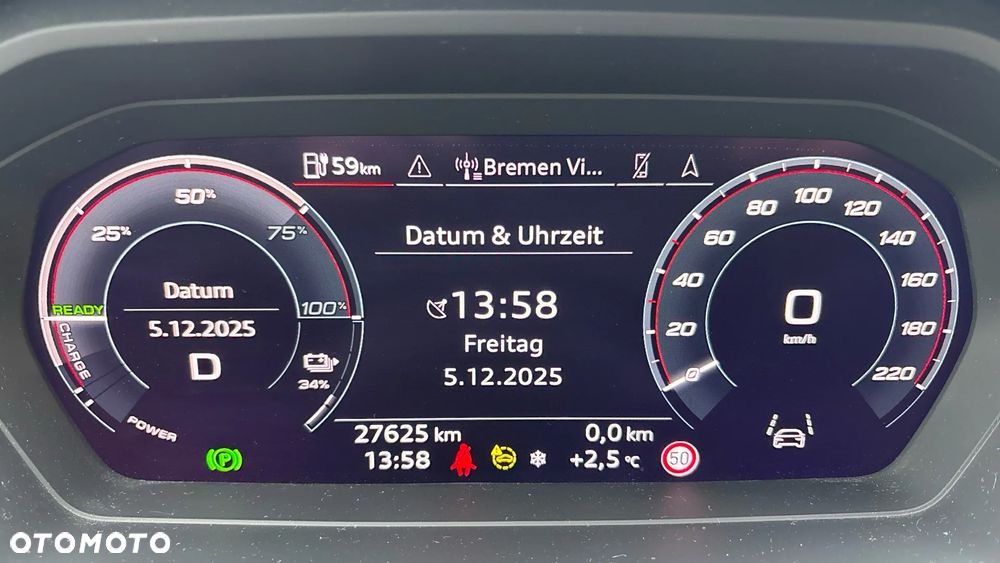 59 km
Bremen Vi...
50%
25%
75%
100%
READY
CHARGE
POWER
Datum
5.12.2025
D
34%
Datum & Uhrzeit
13:58
Freitag
5.12.2025
27625 km
0,0 km
13:58
+2,5 °C
50
P
0
20
40
60
80
100
120
140
160
180
220
0
km/h
OTOMOTO